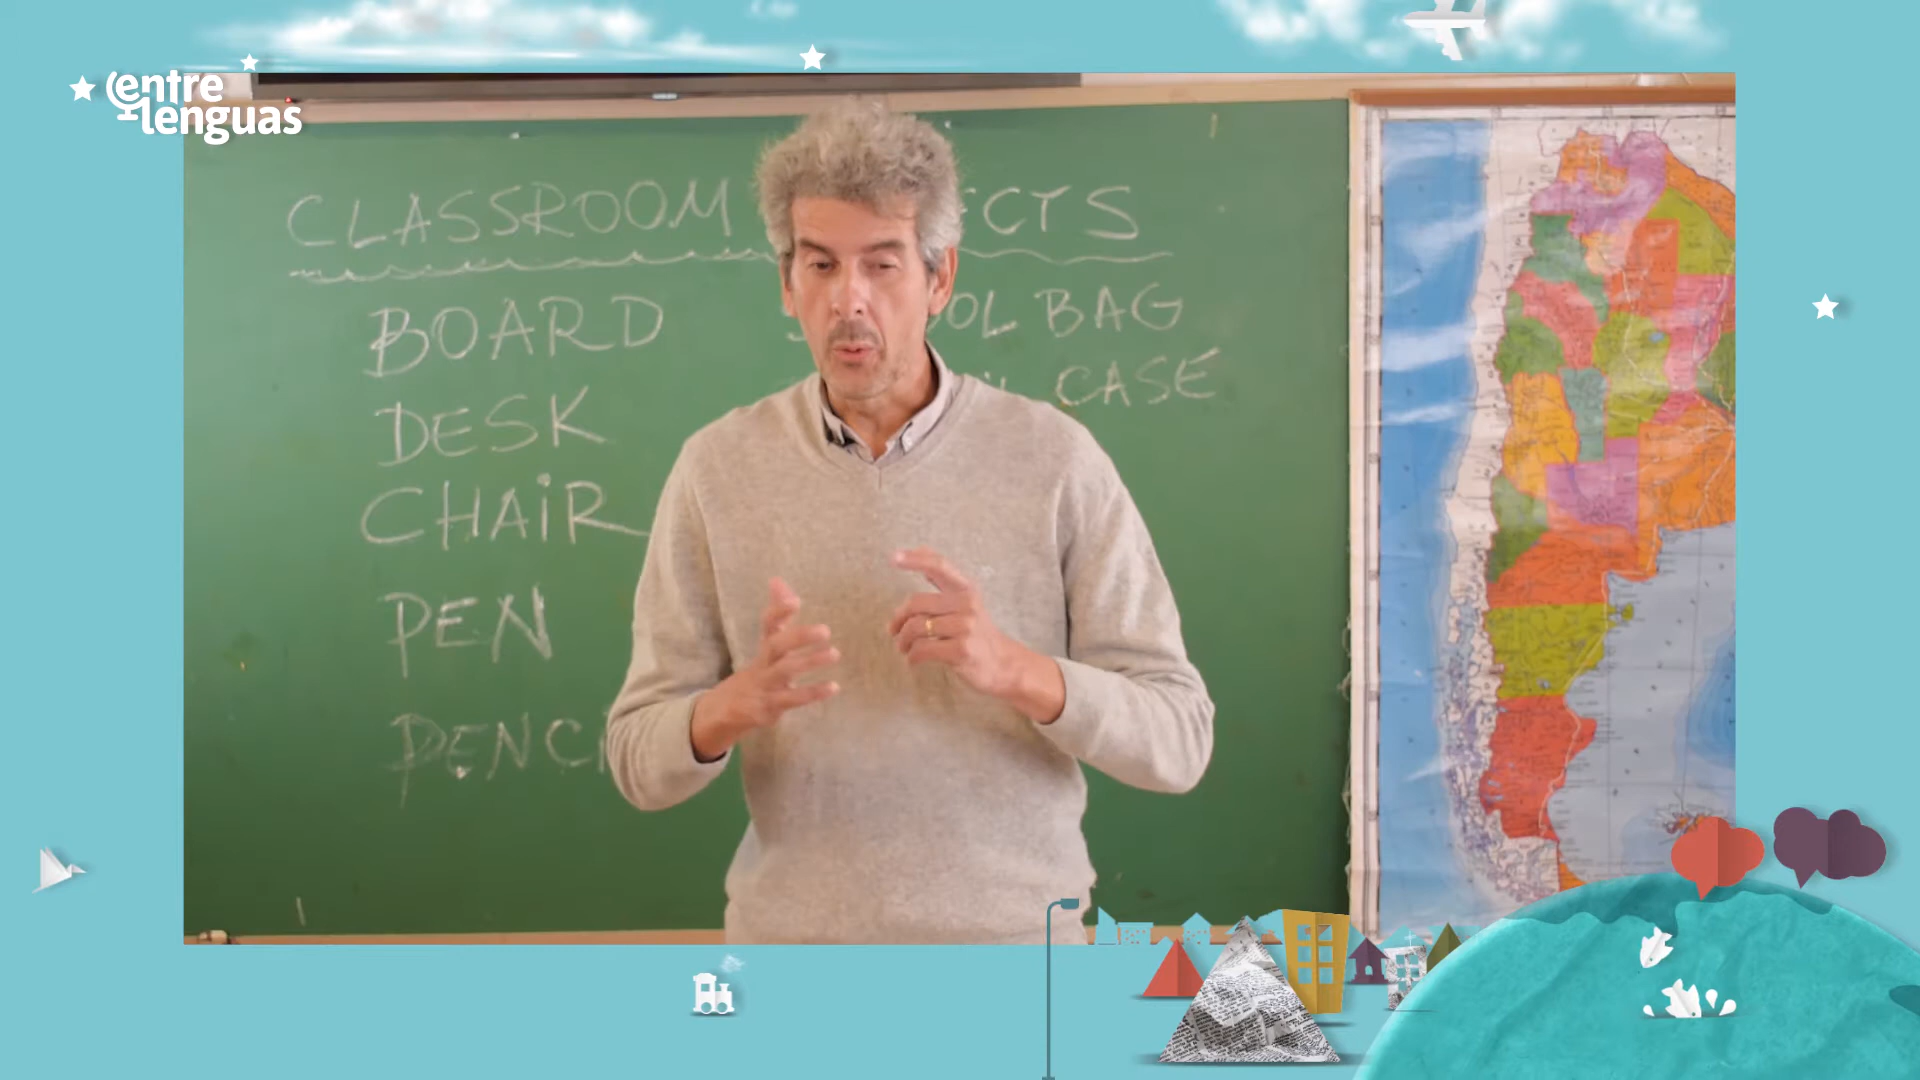 entre
lenguas
CLASSROOM
BOARD
BAG
DESK
CASE
CHAiR
PEN